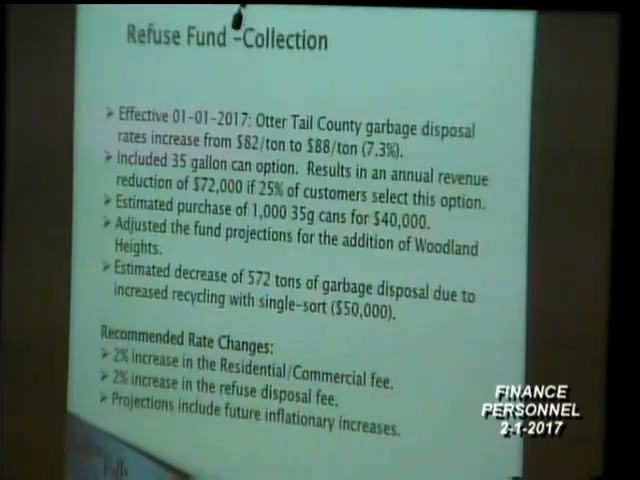 Refuse Fund –Collection
➢ Effective 01-01-2017: Otter Tail County garbage disposal
rates increase from $82/ton to $88/ton (7.3%).
➢ Included 35 gallon can option. Results in an annual revenue
reduction of $72,000 if 25% of customers select this option.
➢ Estimated purchase of 1,000 35g cans for $40,000.
➢ Adjusted the fund projections for the addition of Woodland
Heights.
➢ Estimated decrease of 572 tons of garbage disposal due to
increased recycling with single-sort ($50,000).
Recommended Rate Changes:
➢ 2% increase in the Residential/Commercial fee.
➢ 2% increase in the refuse disposal fee.
➢ Projections include future inflationary increases.
Falls
FINANCE
PERSONNEL
2-1-2017